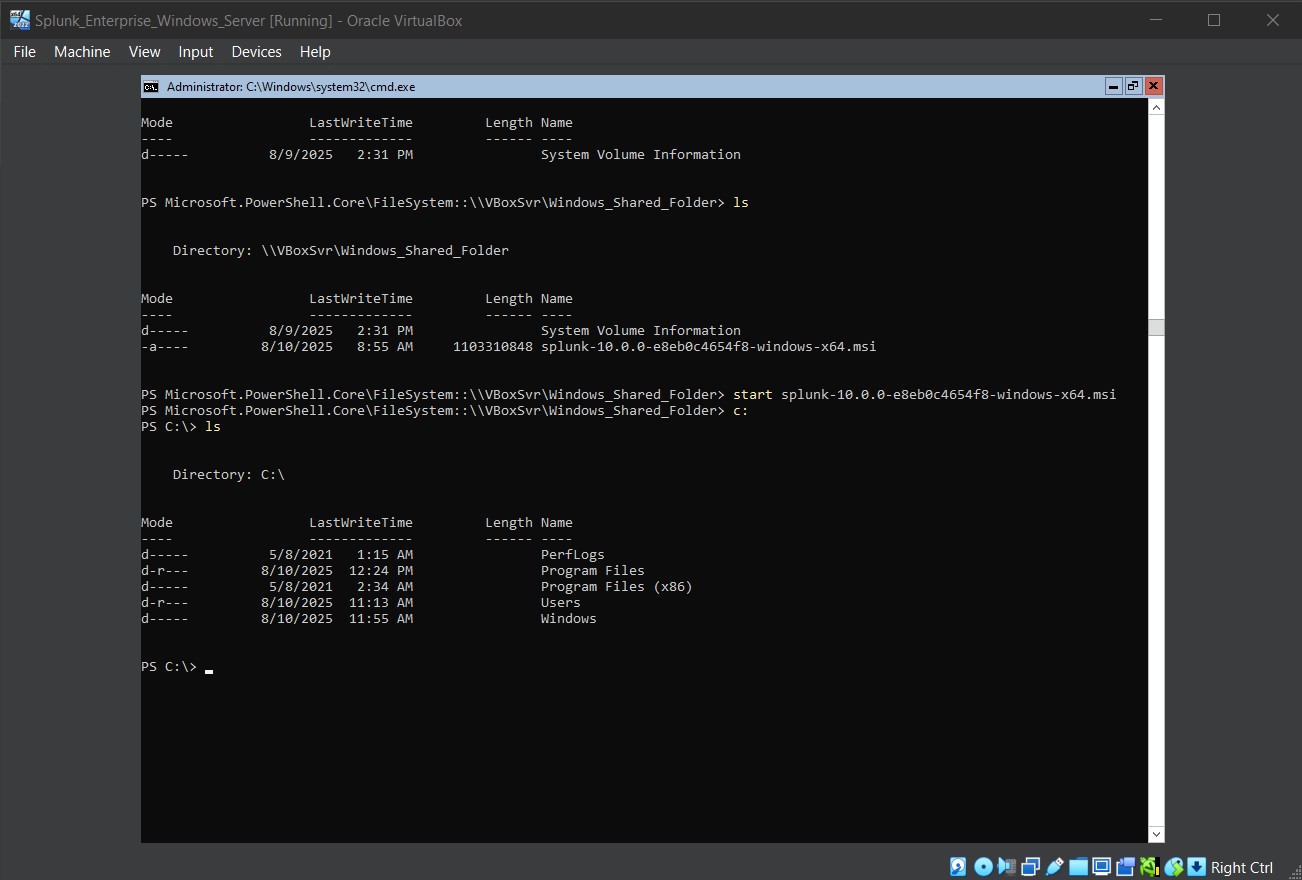 Splunk_Enterprise_Windows_Server [Running] - Oracle VirtualBox
File Machine View Input Devices Help
Administrator: C:\Windows\system32\cmd.exe
Mode                 LastWriteTime         Length Name
----                 -------------         ------ ----
d-----          8/9/2025   2:31 PM                System Volume Information
PS Microsoft.PowerShell.Core\FileSystem::\\VBoxSvr\Windows_Shared_Folder> ls
    Directory: \\VBoxSvr\Windows_Shared_Folder
Mode                 LastWriteTime         Length Name
----                 -------------         ------ ----
d-----          8/9/2025   2:31 PM                System Volume Information
-a----         8/10/2025   8:55 AM     1103310848 splunk-10.0.0-e8eb0c4654f8-windows-x64.msi
PS Microsoft.PowerShell.Core\FileSystem::\\VBoxSvr\Windows_Shared_Folder> start splunk-10.0.0-e8eb0c4654f8-windows-x64.msi
PS Microsoft.PowerShell.Core\FileSystem::\\VBoxSvr\Windows_Shared_Folder> c:
PS C:\> ls
    Directory: C:\
Mode                 LastWriteTime         Length Name
----                 -------------         ------ ----
d-----          5/8/2021   1:15 AM                PerfLogs
d-r---         8/10/2025  12:24 PM                Program Files
d-----          5/8/2021   2:34 AM                Program Files (x86)
d-r---         8/10/2025  11:13 AM                Users
d-----         8/10/2025  11:55 AM                Windows
PS C:\>
Right Ctrl